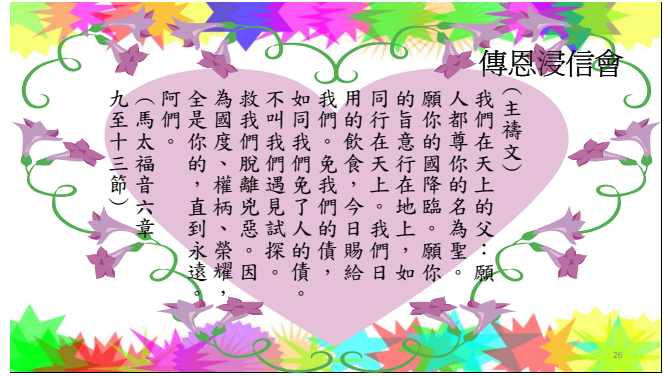 傳恩浸信會
（主禱文）
我們在天上的父：願
人都尊你的名為聖。
願你的國降臨。願你
的旨意行在地上，如
同行在天上。我們日
用的飲食，今日賜給
我們。免我們的債，
如同我們免了人的債。
不叫我們遇見試探。
救我們脫離兇惡。因
為國度、權柄、榮耀，
全是你的，直到永遠。
阿們。
（馬太福音六章
九至十三節）
26